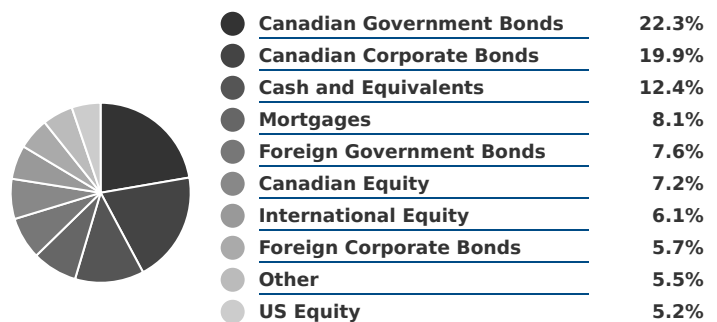 Canadian Government Bonds 22.3%
Canadian Corporate Bonds 19.9%
Cash and Equivalents 12.4%
Mortgages 8.1%
Foreign Government Bonds 7.6%
Canadian Equity 7.2%
International Equity 6.1%
Foreign Corporate Bonds 5.7%
Other 5.5%
US Equity 5.2%